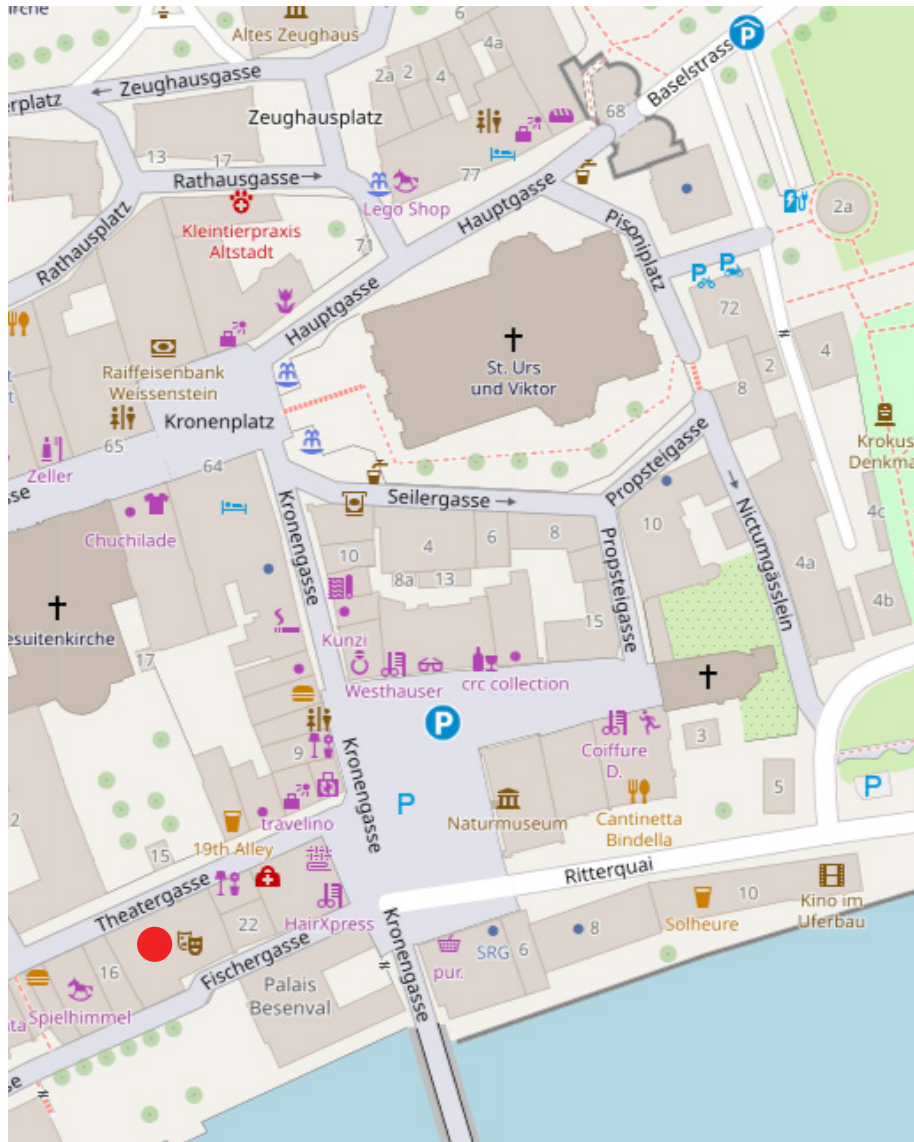 irche
Altes Zeughaus
6
4a
2a
2
4
Zeughausgasse
Baselstrass
P
erplatz
Zeughausplatz
68
13
17
77
2a
Rathausgasse
Hauptgasse
Lego Shop
Pisoniplatz
Kleintierpraxis
Altstadt
Rathausplatz
71
P
P
72
Hauptgasse
St. Urs
und Viktor
Raiffeisenbank
Weissenstein
2
4
8
Kronenplatz
Krokus
Denkma
65
64
Zeller
Propsteigasse
sse
Seilergasse
Nictumgässlein
Chuchilade
Kronengasse
10
4
6
8
10
4c
Propsteigasse
8a
13
4a
4b
esuitenkirche
Künzi
15
17
Westhauser
crc collection
P
Coiffure
D.
3
9
Kronengasse
P
P
5
travelino
19th Alley
Naturmuseum
Cantinetta
Bindella
2
15
Theatergasse
Ritterquai
HairXpress
22
10
Solheure
Kino im
Uferbau
Kronengasse
8
SRG
6
16
Fischergasse
pur.
Palais
Besenval
Spielhimmel
ata
sse